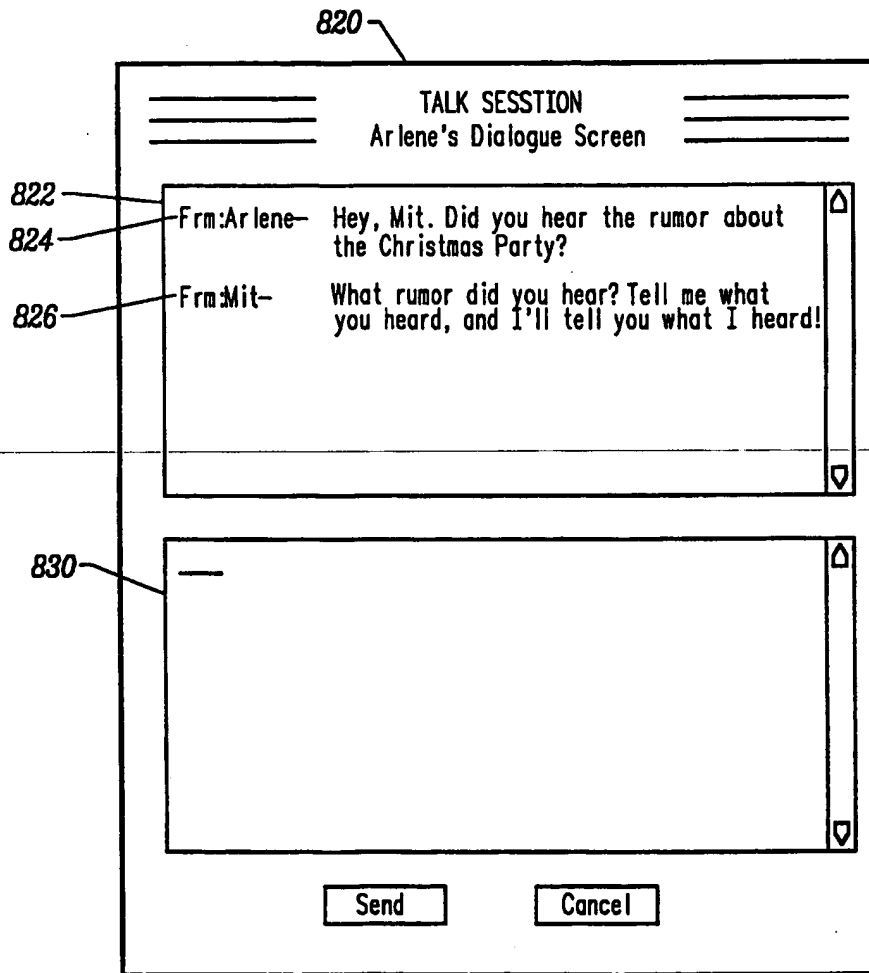 820
TALK SESSTION
Arlene's Dialogue Screen
822
824
Frm:Arlene- Hey, Mit. Did you hear the rumor about
the Christmas Party?
826
Frm:Mit- What rumor did you hear? Tell me what
you heard, and I'll tell you what I heard!
830
Send Cancel